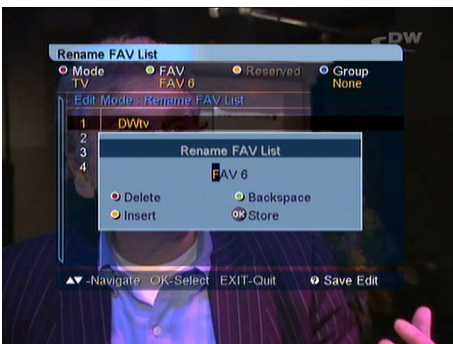 DW
Rename FAV List
Mode FAV Reserved Group
TV FAV 6 None
Edit Mode : Rename FAV List
1 DWtv
2
3
4
Rename FAV List
FAV 6
Delete Backspace
Insert OK Store
▲▼ -Navigate OK-Select EXIT-Quit ? Save Edit